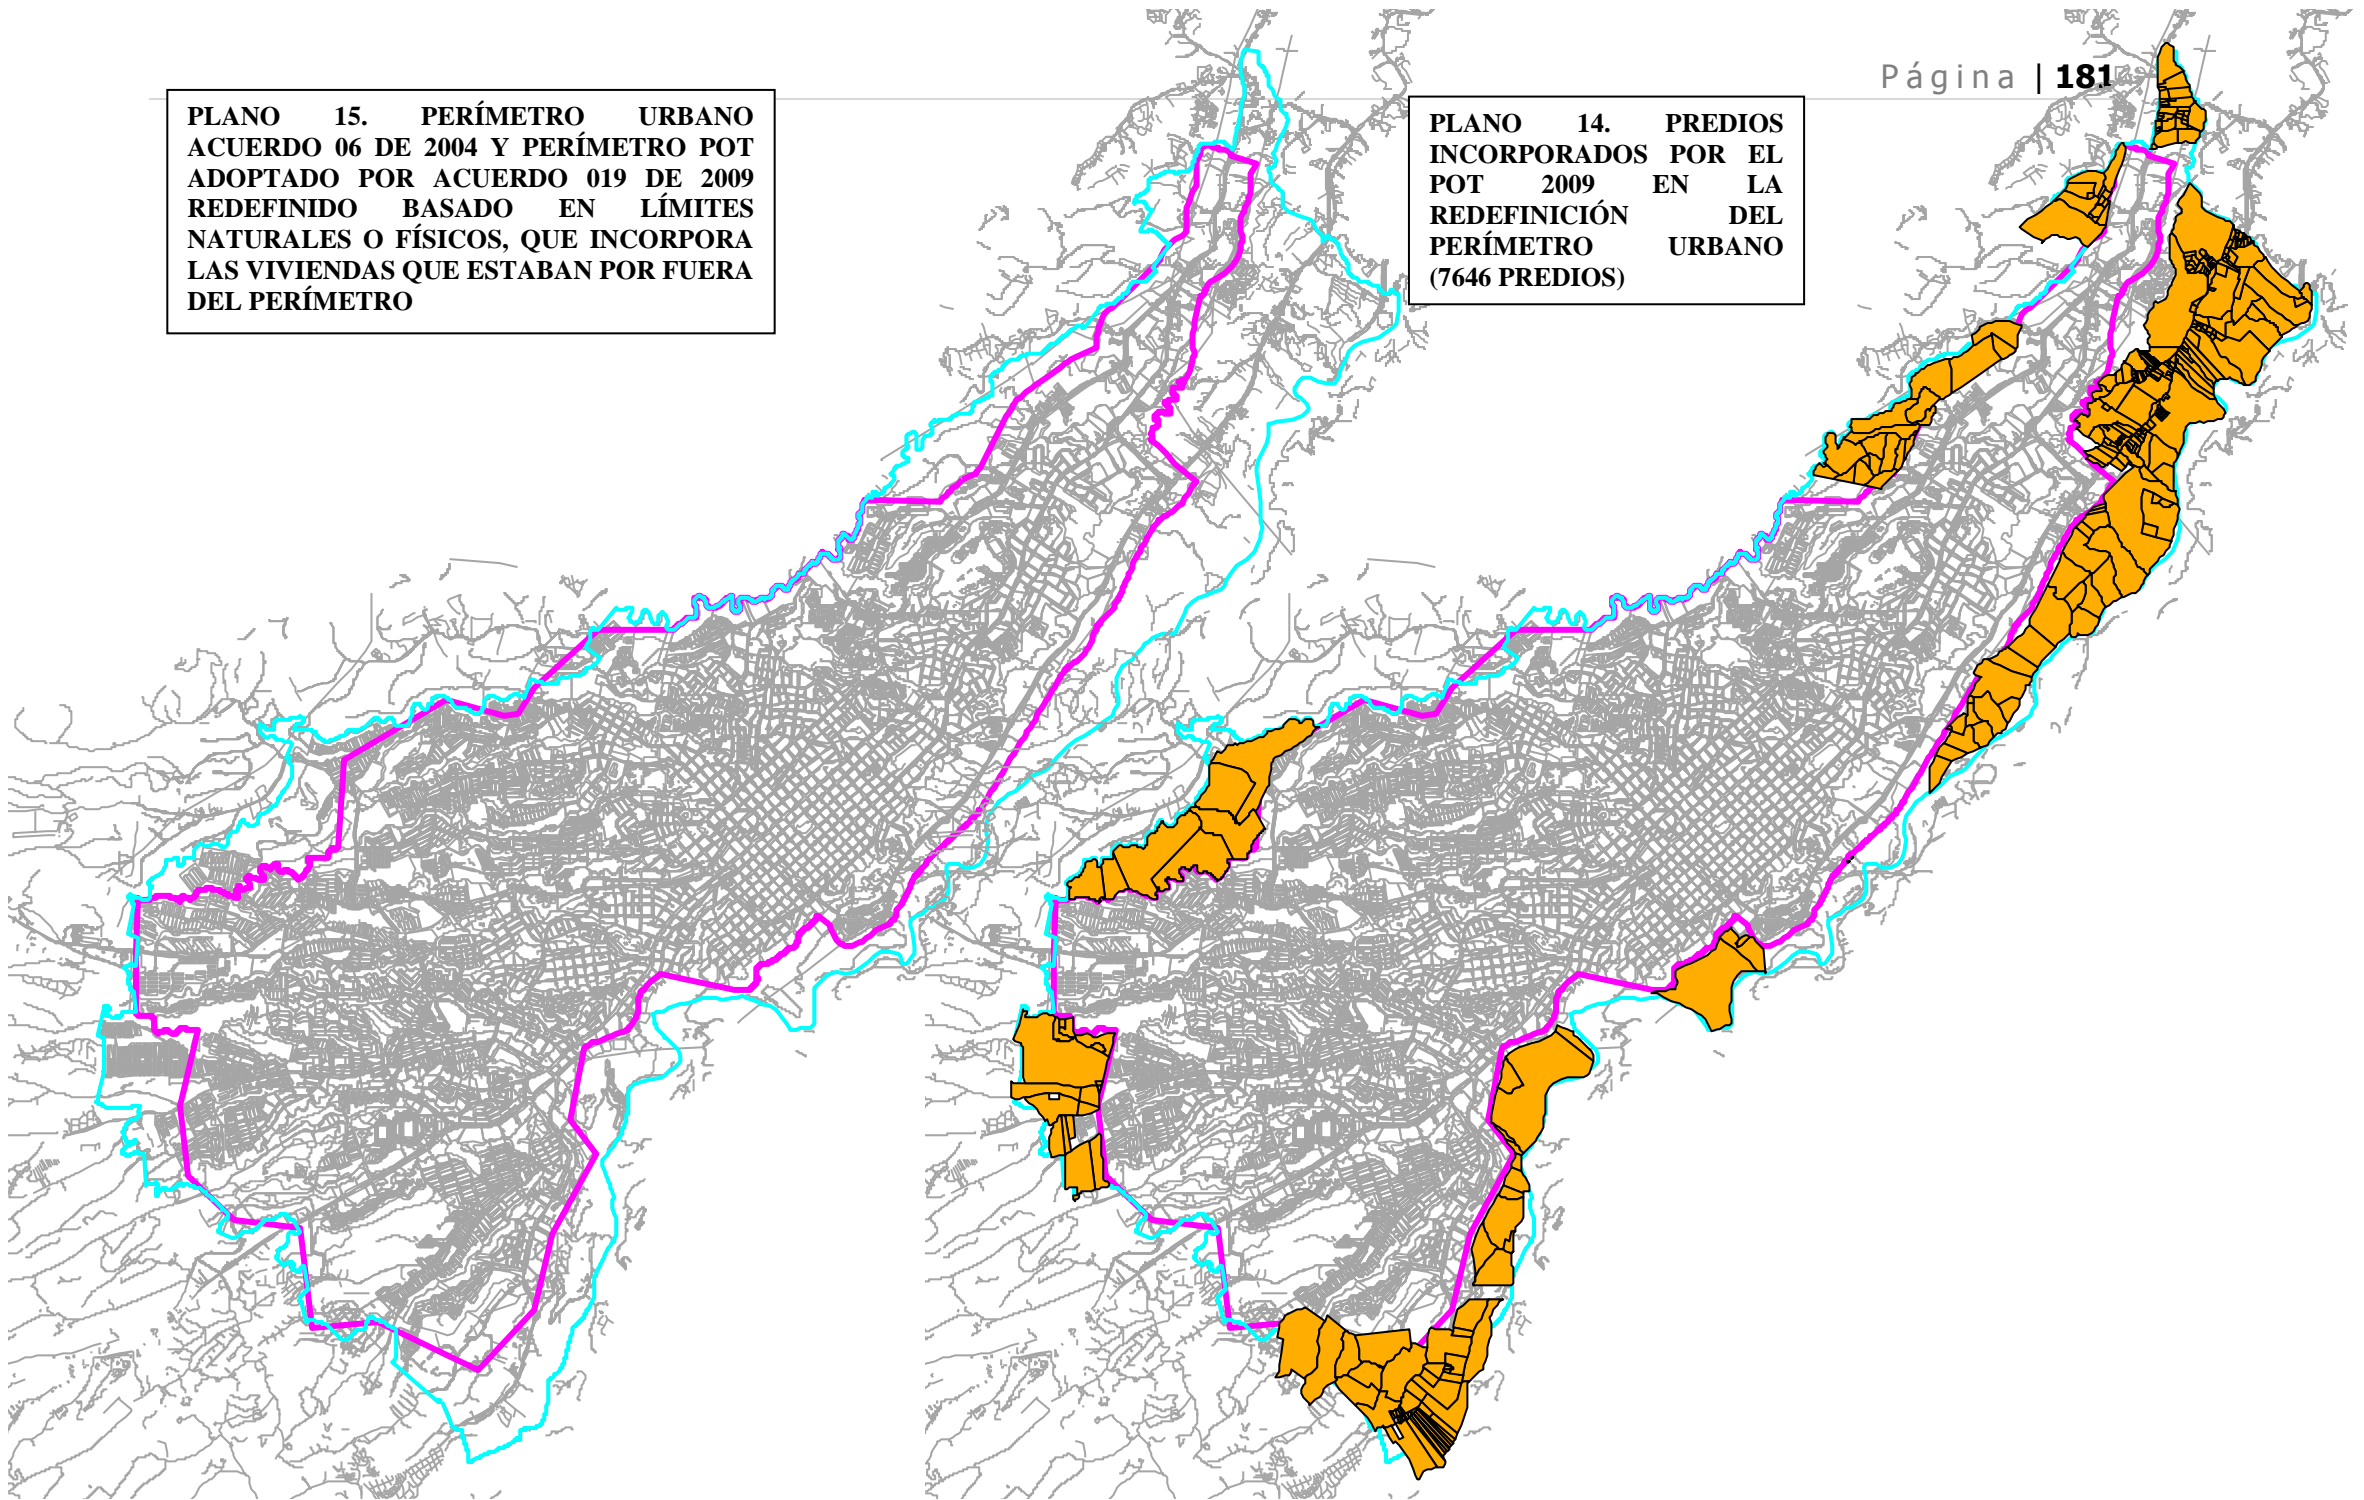 Página | 181
PLANO 15. PERÍMETRO URBANO
ACUERDO 06 DE 2004 Y PERÍMETRO POT
ADOPTADO POR ACUERDO 019 DE 2009
REDEFINIDO BASADO EN LÍMITES
NATURALES O FÍSICOS, QUE INCORPORA
LAS VIVIENDAS QUE ESTABAN POR FUERA
DEL PERÍMETRO
PLANO 14. PREDIOS
INCORPORADOS POR EL
POT 2009 EN LA
REDEFINICIÓN DEL
PERÍMETRO URBANO
(7646 PREDIOS)